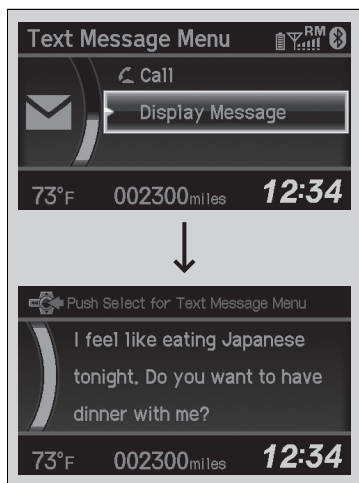 Text Message Menu RM
Call
Display Message
73°F 002300miles 12:34
Push Select for Text Message Menu
I feel like eating Japanese
tonight. Do you want to have
dinner with me?
73°F 002300miles 12:34